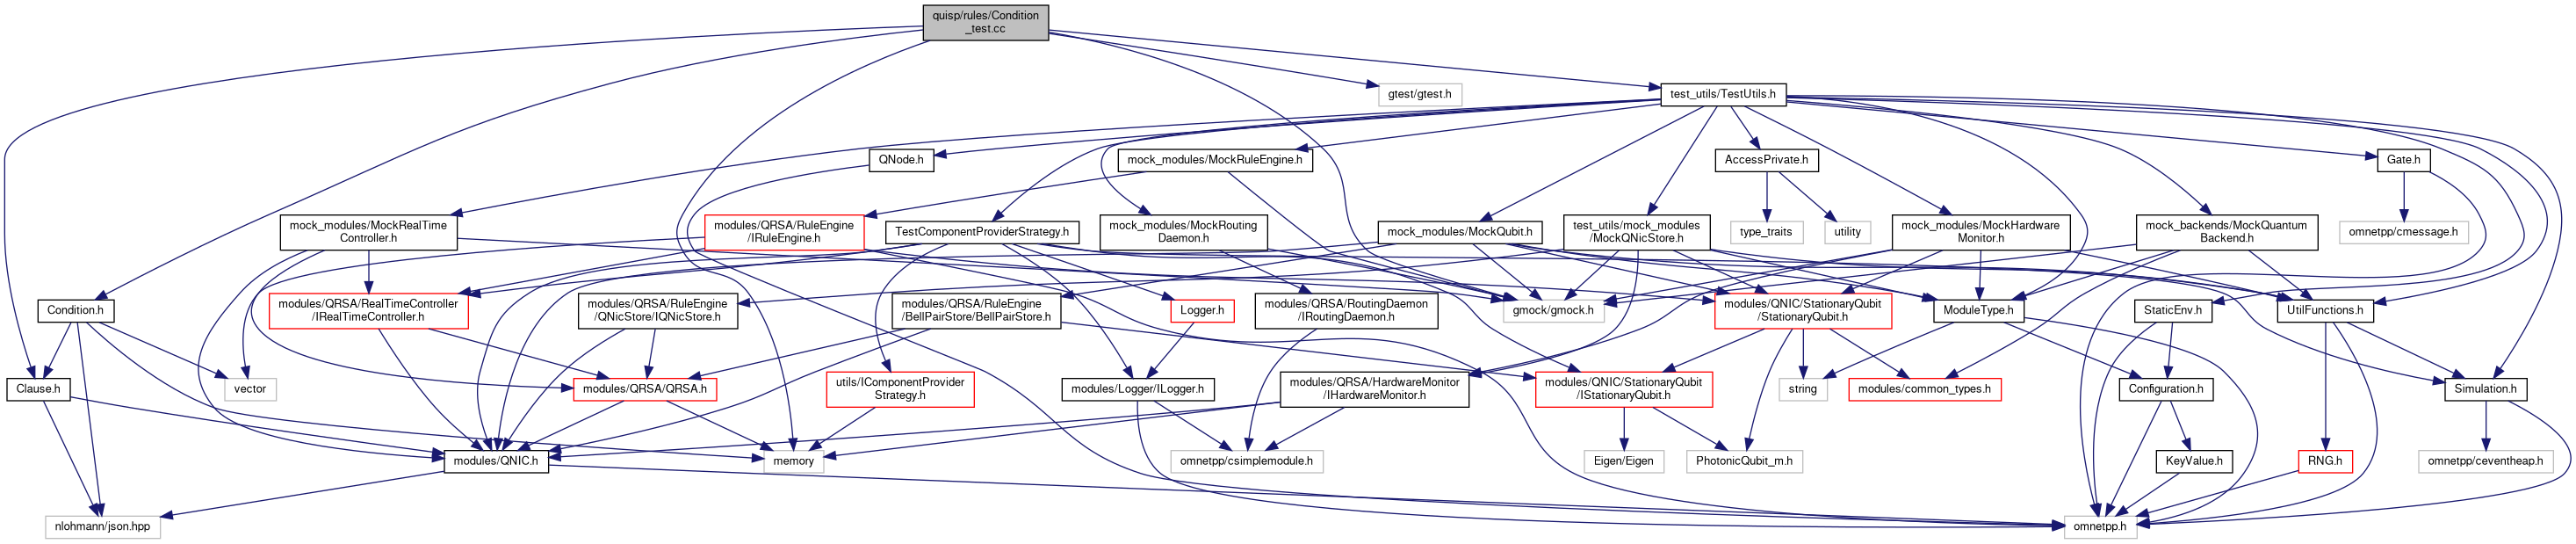 quisp/rules/Condition
_test.cc
gtest/gtest.h
test_utils/TestUtils.h
QNode.h
mock_modules/MockRuleEngine.h
AccessPrivate.h
Gate.h
mock_modules/MockRealTime
Controller.h
modules/QRSA/RuleEngine
/IRuleEngine.h
TestComponentProviderStrategy.h
mock_modules/MockRouting
Daemon.h
mock_modules/MockQubit.h
test_utils/mock_modules
/MockQNicStore.h
type_traits
utility
mock_modules/MockHardware
Monitor.h
mock_backends/MockQuantum
Backend.h
omnetpp/cmessage.h
Condition.h
modules/QRSA/RealTimeController
/IRealTimeController.h
modules/QRSA/RuleEngine
/QNicStore/IQNicStore.h
modules/QRSA/RuleEngine
/BellPairStore/BellPairStore.h
Logger.h
modules/QRSA/RoutingDaemon
/IRoutingDaemon.h
gmock/gmock.h
modules/QNIC/StationaryQubit
/StationaryQubit.h
ModuleType.h
StaticEnv.h
UtilFunctions.h
Clause.h
vector
modules/QRSA/QRSA.h
utils/IComponentProvider
Strategy.h
modules/Logger/ILogger.h
modules/QRSA/HardwareMonitor
/IHardwareMonitor.h
modules/QNIC/StationaryQubit
/IStationaryQubit.h
string
modules/common_types.h
Configuration.h
Simulation.h
modules/QNIC.h
memory
omnetpp/csimplemodule.h
Eigen/Eigen
PhotonicQubit_m.h
KeyValue.h
RNG.h
omnetpp/ceventheap.h
nlohmann/json.hpp
omnetpp.h